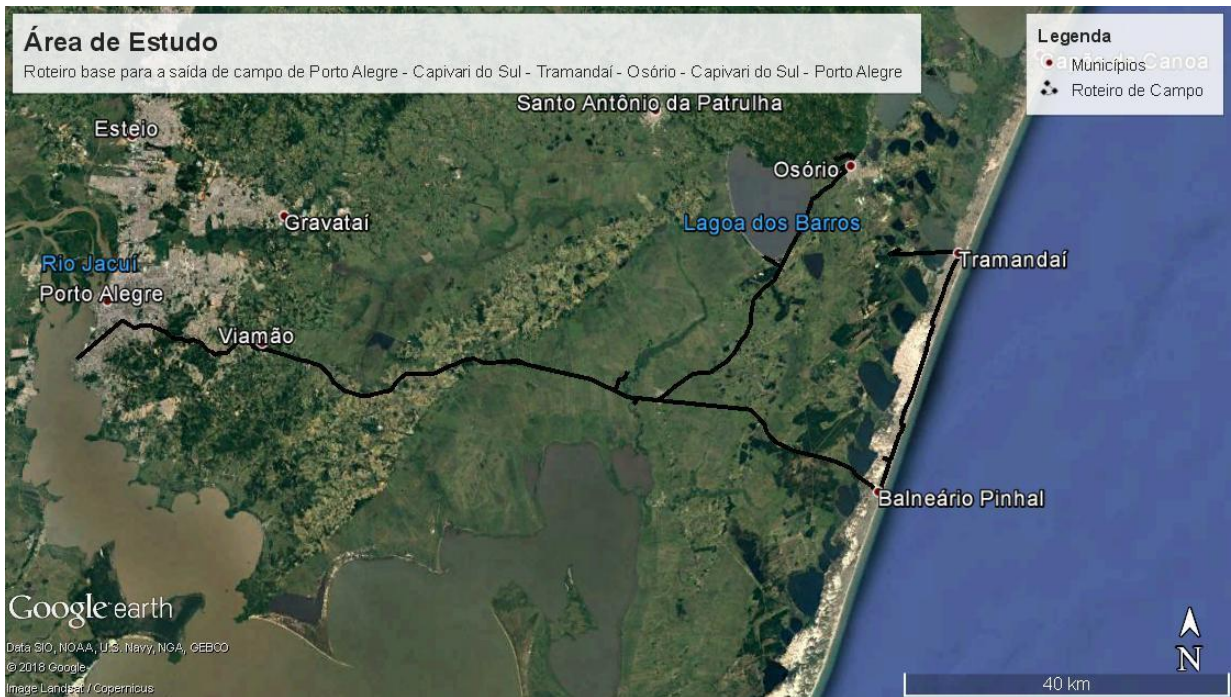 Área de Estudo
Roteiro base para a saída de campo de Porto Alegre - Capivari do Sul - Tramandaí - Osório - Capivari do Sul - Porto Alegre
Legenda
Municípios
Roteiro de Campo
Santo Antônio da Patrulha
Esteio
Osório
Gravataí
Lagoa dos Barros
Rio Jacuí
Tramandaí
Porto Alegre
Viamão
Balneário Pinhal
Google earth
Data SIO, NOAA, U.S. Navy, NGA, GEBCO
© 2018 Google
Image Landsat / Copernicus
N
40 km